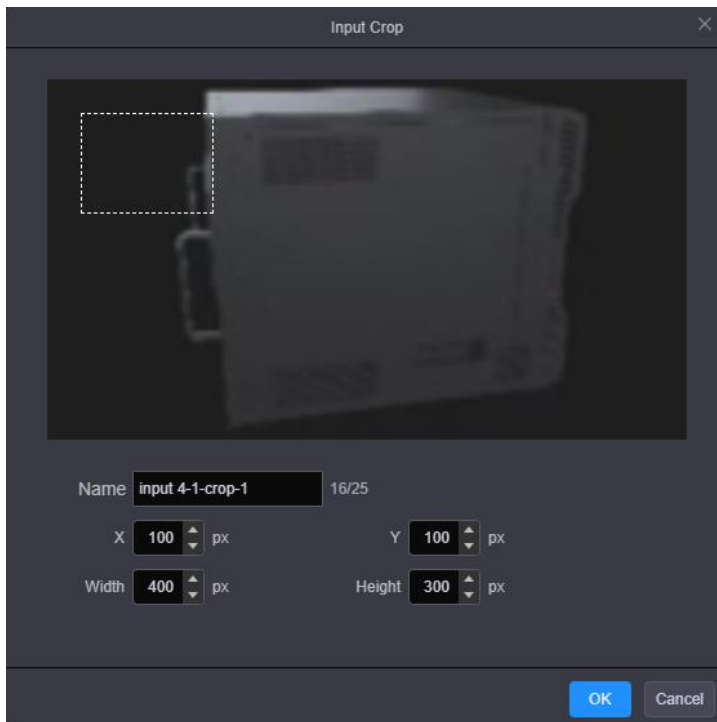 Input Crop
Name input 4-1-crop-1 16/25
X 100 px Y 100 px
Width 400 px Height 300 px
OK Cancel